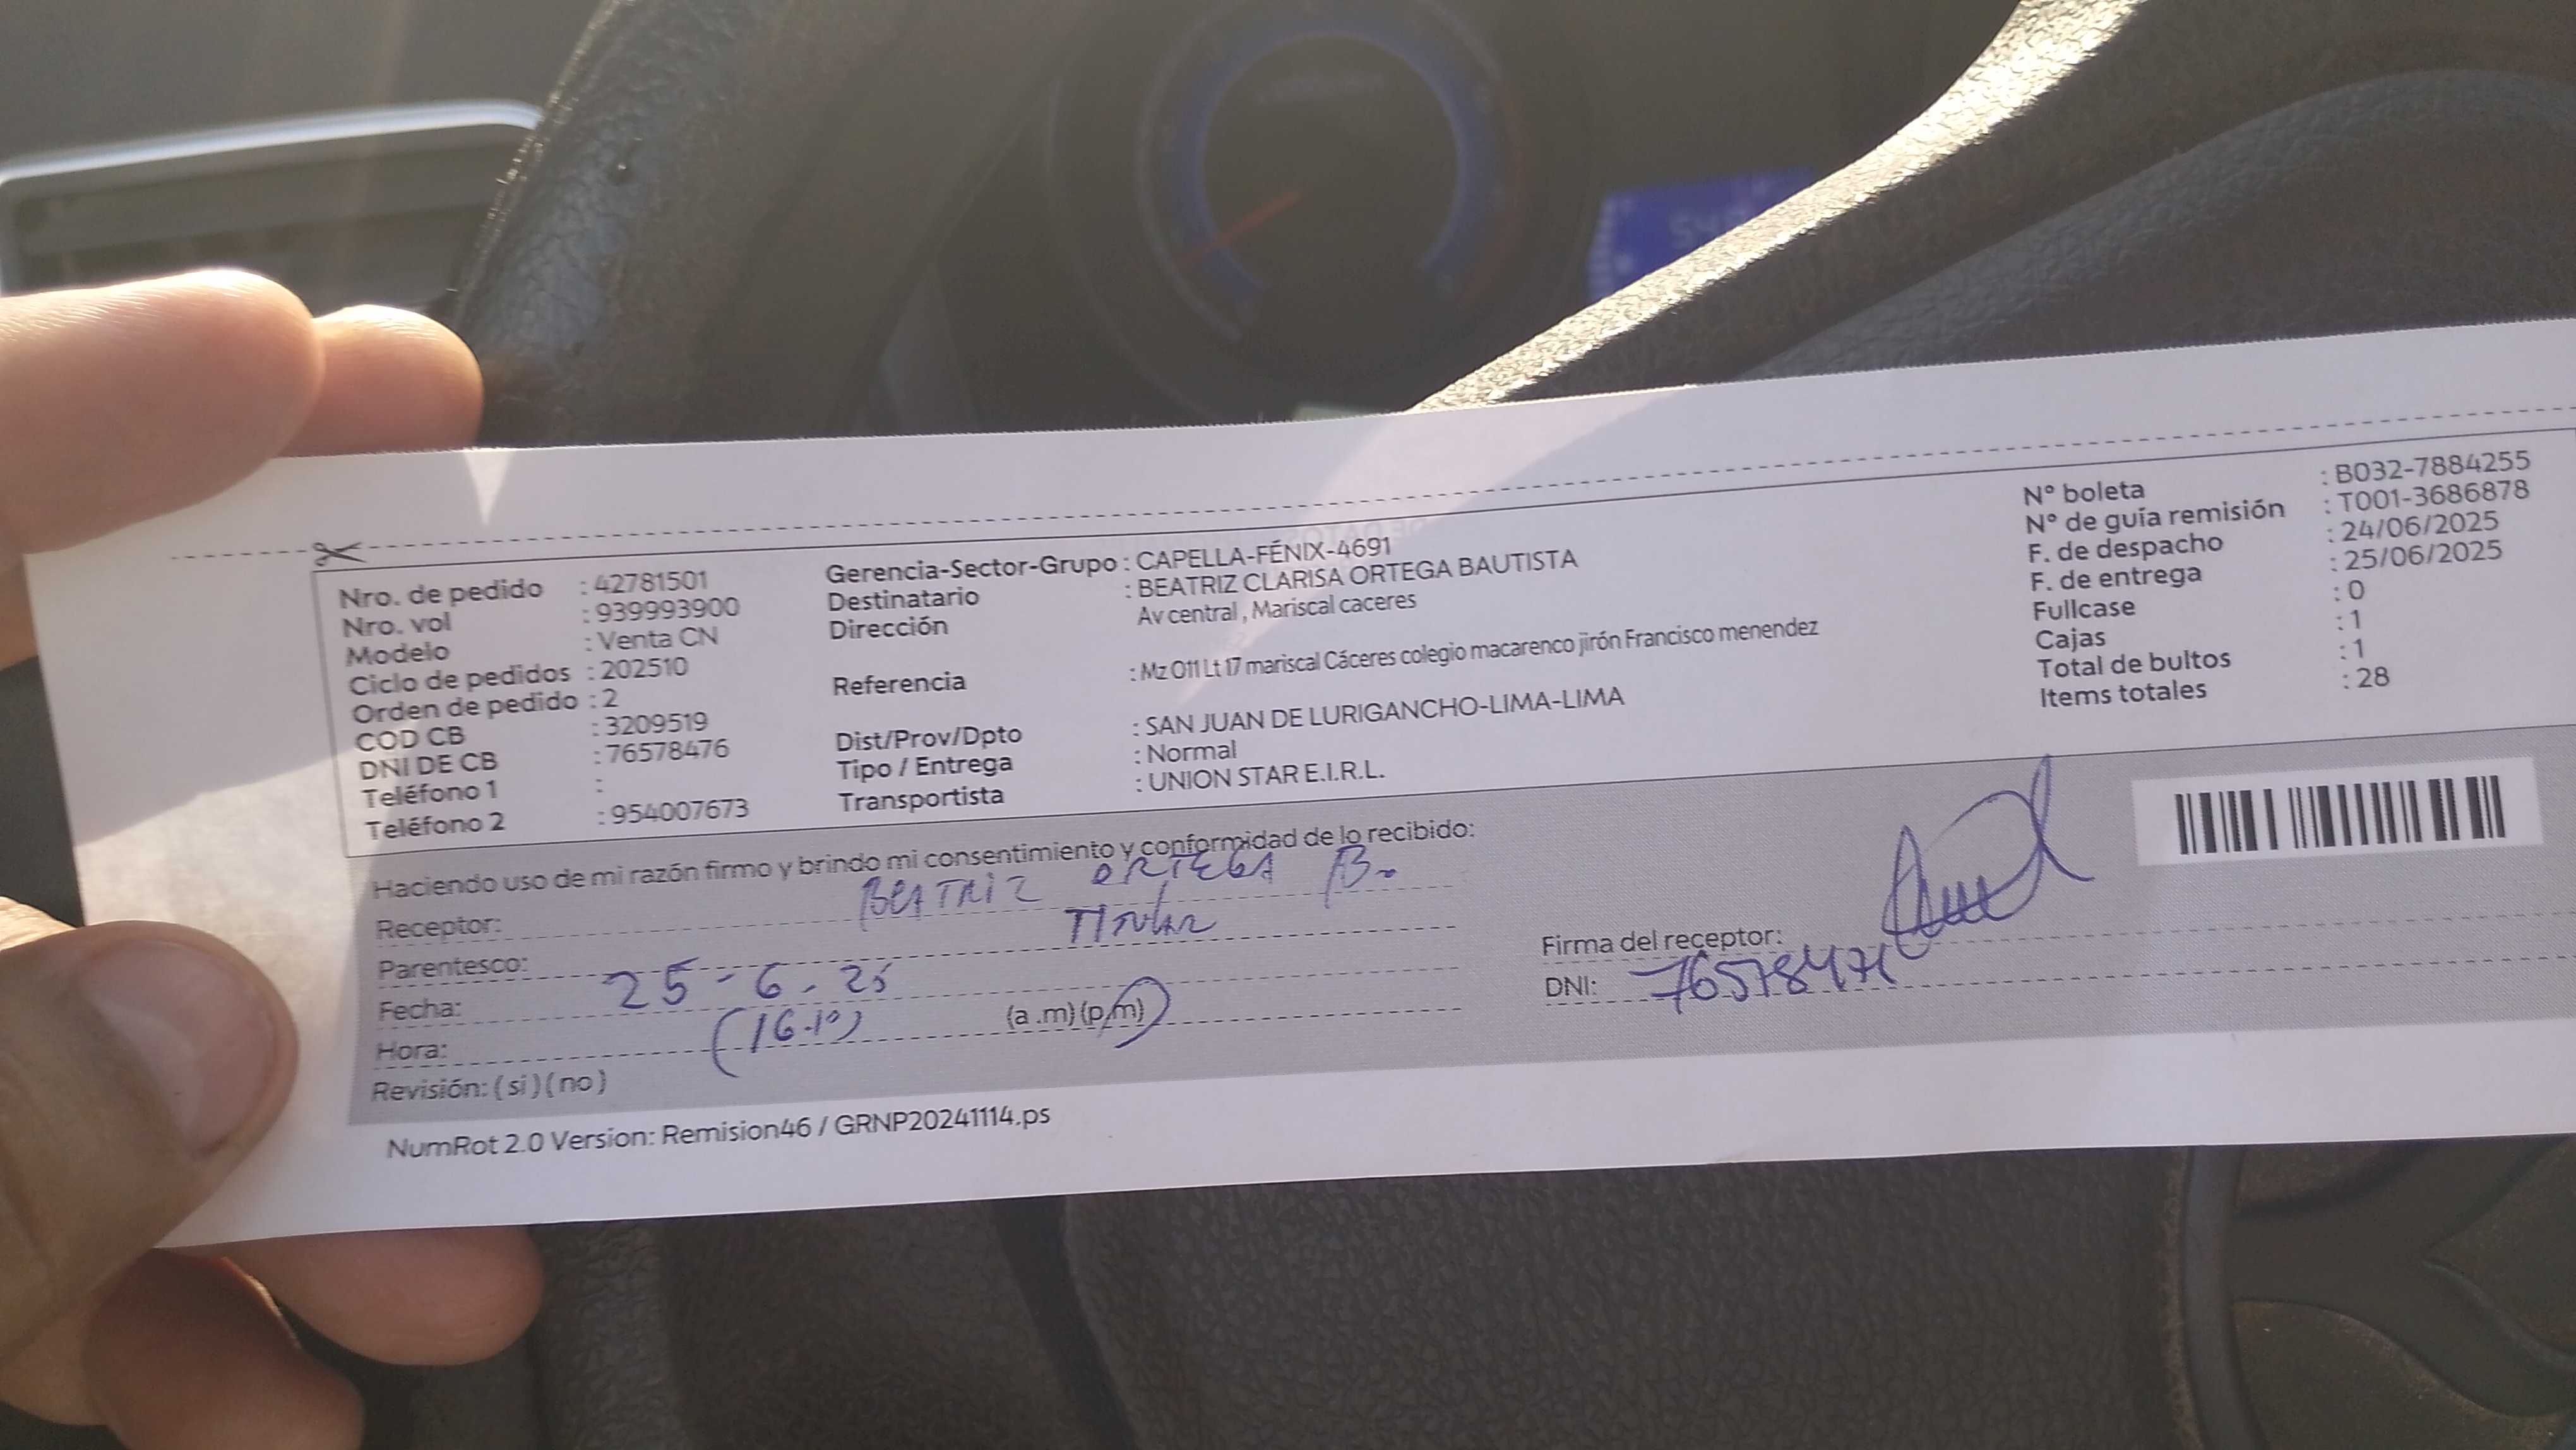 Nro. de pedido : 42781501
Nro. vol : 939993900
Modelo : Venta CN
Ciclo de pedidos : 202510
Orden de pedido : 2
COD CB : 3209519
DNI DE CB : 76578476
Teléfono 1 :
Teléfono 2 : 954007673
Gerencia-Sector-Grupo : CAPELLA-FÉNIX-4691
Destinatario : BEATRIZ CLARISA ORTEGA BAUTISTA
Dirección Av central , Mariscal caceres
Referencia : Mz O11 Lt 17 mariscal Cáceres colegio macarenco jirón Francisco menendez
Dist/Prov/Dpto : SAN JUAN DE LURIGANCHO-LIMA-LIMA
Tipo / Entrega : Normal
Transportista : UNION STAR E.I.R.L.
N° boleta : B032-7884255
N° de guía remisión : T001-3686878
F. de despacho : 24/06/2025
F. de entrega : 25/06/2025
Fullcase : 0
Cajas : 1
Total de bultos : 1
Items totales : 28
Haciendo uso de mi razón firmo y brindo mi consentimiento y conformidad de lo recibido:
Receptor: BEATRIZ ORTEGA B.
Parentesco: TITULAR
Fecha: 25-6-25
Hora: (16.10) (a .m) (p.m)
Revisión: ( si ) ( no )
Firma del receptor:
DNI: 76578476
NumRot 2.0 Version: Remision46 / GRNP20241114.ps